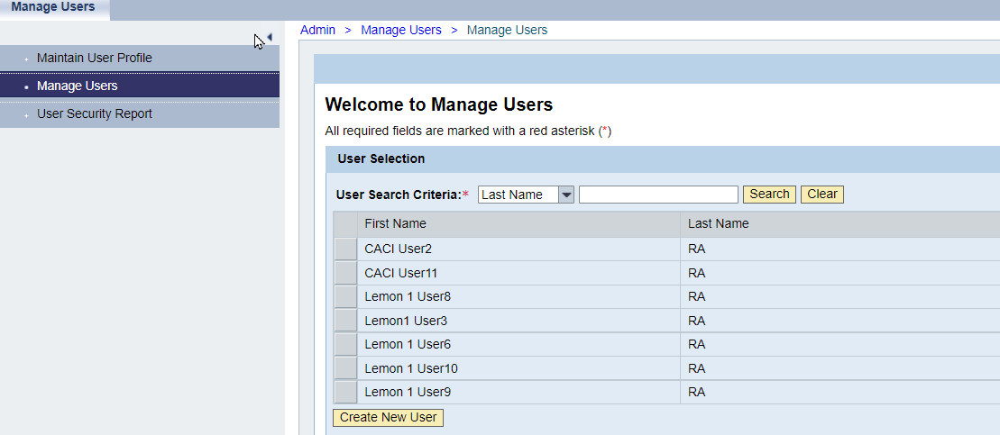 Manage Users
Admin > Manage Users > Manage Users
Maintain User Profile
Manage Users
User Security Report
Welcome to Manage Users
All required fields are marked with a red asterisk (*)
User Selection
User Search Criteria:* Last Name Search Clear
First Name Last Name
CACI User2 RA
CACI User11 RA
Lemon 1 User8 RA
Lemon1 User3 RA
Lemon 1 User6 RA
Lemon 1 User10 RA
Lemon 1 User9 RA
Create New User